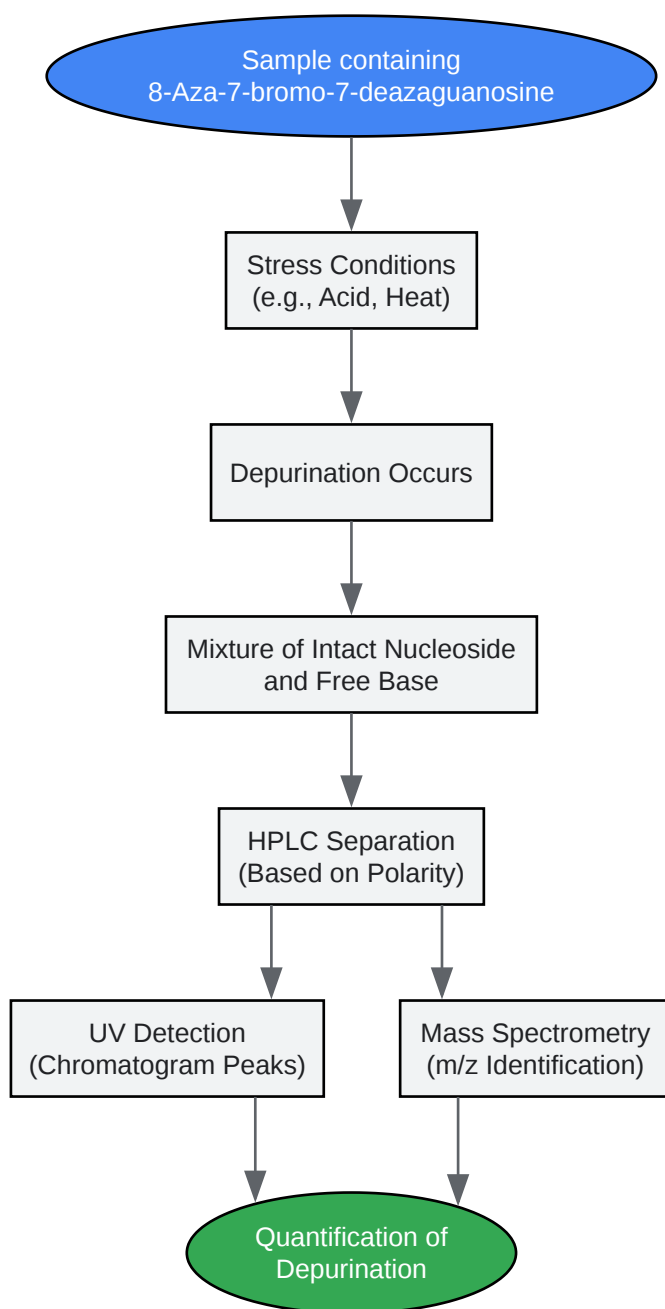 Sample containing
8-Aza-7-bromo-7-deazaguanosine
Stress Conditions
(e.g., Acid, Heat)
Depurination Occurs
Mixture of Intact Nucleoside
and Free Base
HPLC Separation
(Based on Polarity)
UV Detection
(Chromatogram Peaks)
Mass Spectrometry
(m/z Identification)
Quantification of
Depurination